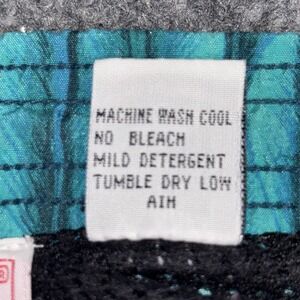 MACHINE WASH COOL
NO BLEACH
MILD DETERGENT
TUMBLE DRY LOW
AIH